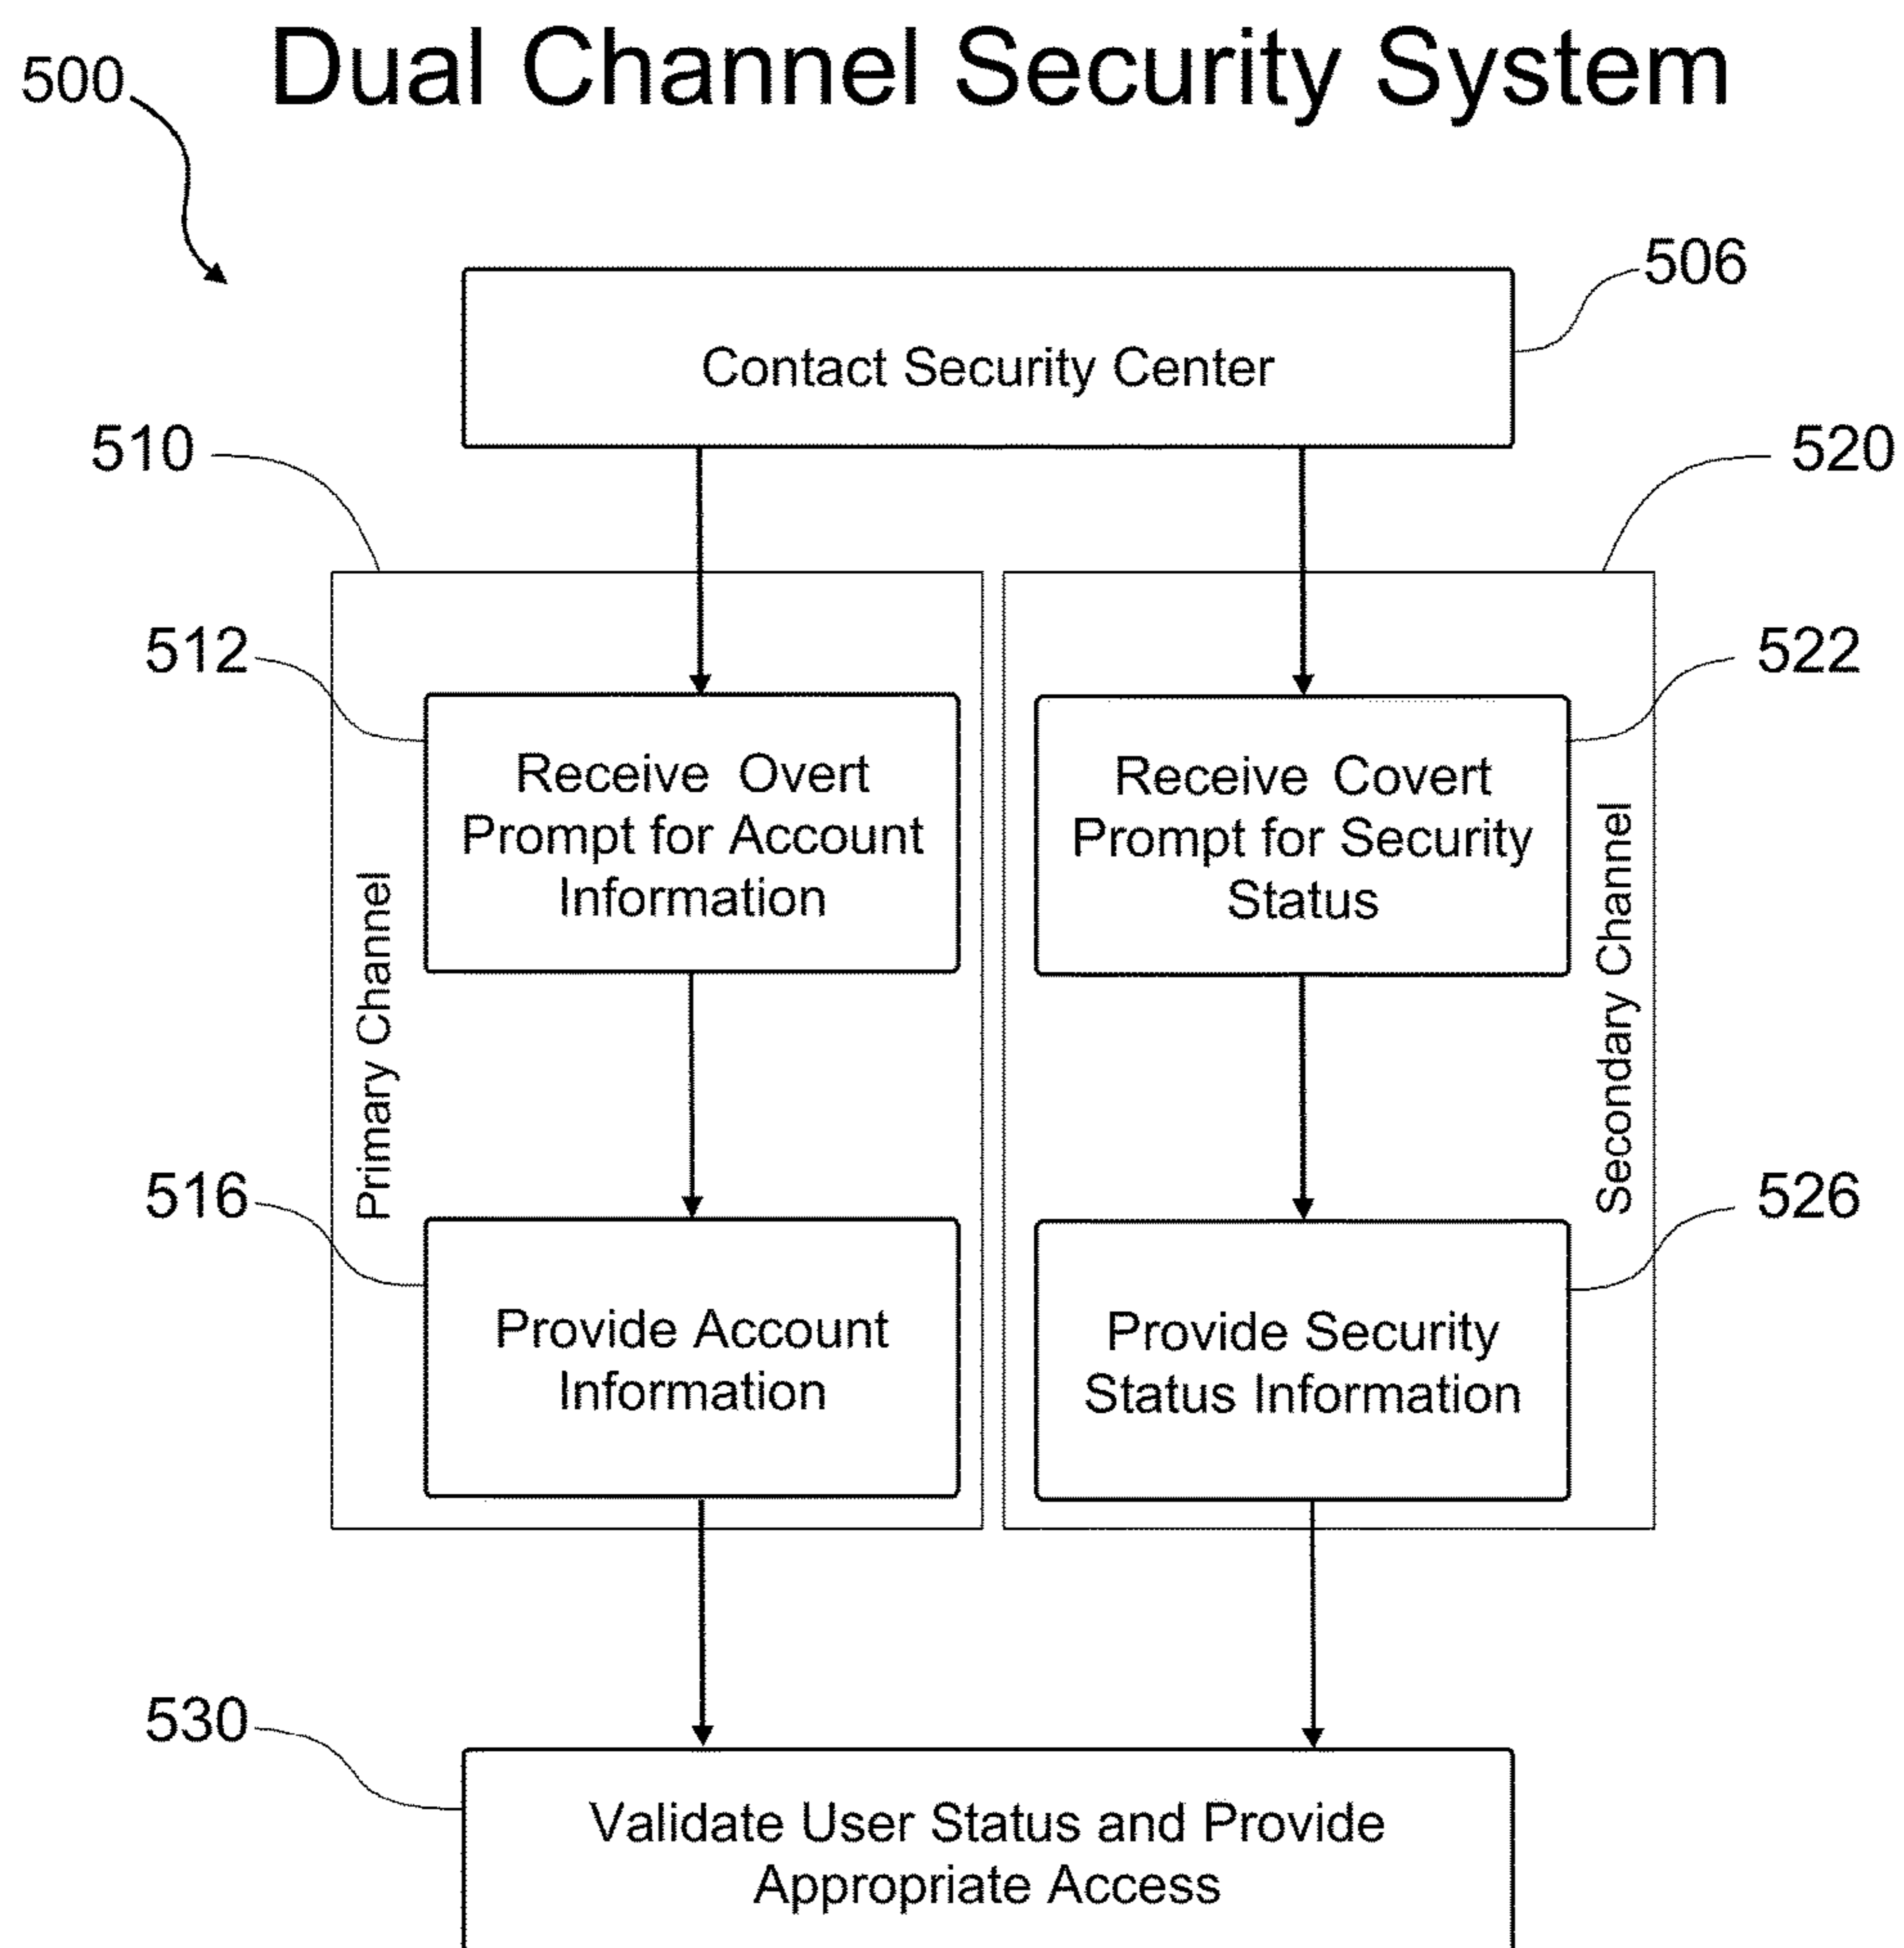 500
Dual Channel Security System
506
Contact Security Center
510
520
512
522
Receive Overt
Prompt for Account
Information
Receive Covert
Prompt for Security
Status
Primary Channel
Secondary Channel
516
526
Provide Account
Information
Provide Security
Status Information
530
Validate User Status and Provide
Appropriate Access